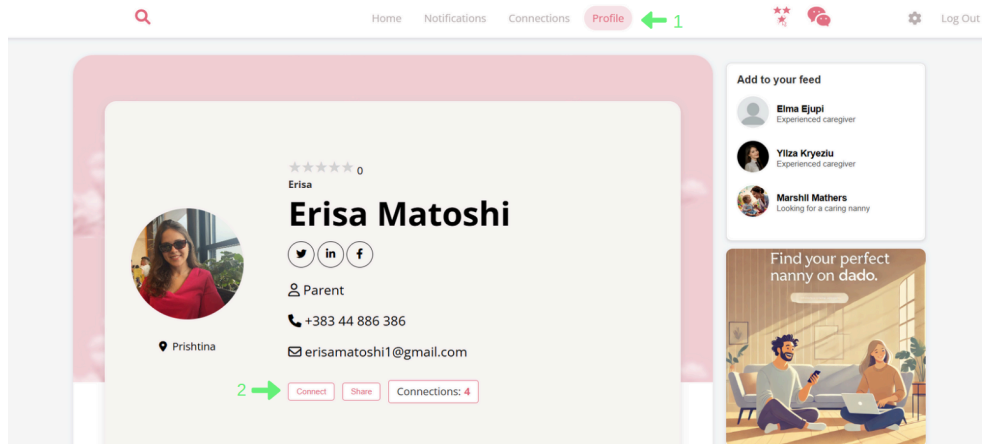 Home Notifications Connections Profile 1 Log Out
Add to your feed
Elma Ejupi
Experienced caregiver
Yllza Kryeziu
Experienced caregiver
Marshll Mathers
Looking for a caring nanny
0
Erisa
Erisa Matoshi
Parent
+383 44 886 386
Prishtina
erisamatoshi1@gmail.com
2 Connect Share Connections: 4
Find your perfect
nanny on dado.